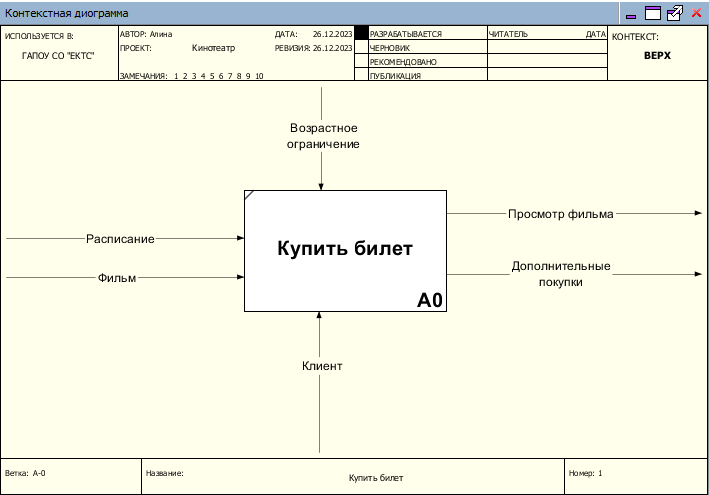 Контекстная диограмма
ИСПОЛЬЗУЕТСЯ В:
ГАПОУ СО "ЕКТС"
АВТОР: Алина
ДАТА: 26.12.2023
ПРОЕКТ: Кинотеатр
РЕВИЗИЯ: 26.12.2023
ЗАМЕЧАНИЯ: 1 2 3 4 5 6 7 8 9 10
РАЗРАБАТЫВАЕТСЯ
ЧЕРНОВИК
РЕКОМЕНДОВАНО
ПУБЛИКАЦИЯ
ЧИТАТЕЛЬ ДАТА
КОНТЕКСТ:
ВЕРХ
Возрастное
ограничение
Расписание
Фильм
Купить билет
A0
Просмотр фильма
Дополнительные
покупки
Клиент
Ветка: A-0
Название:
Купить билет
Номер: 1